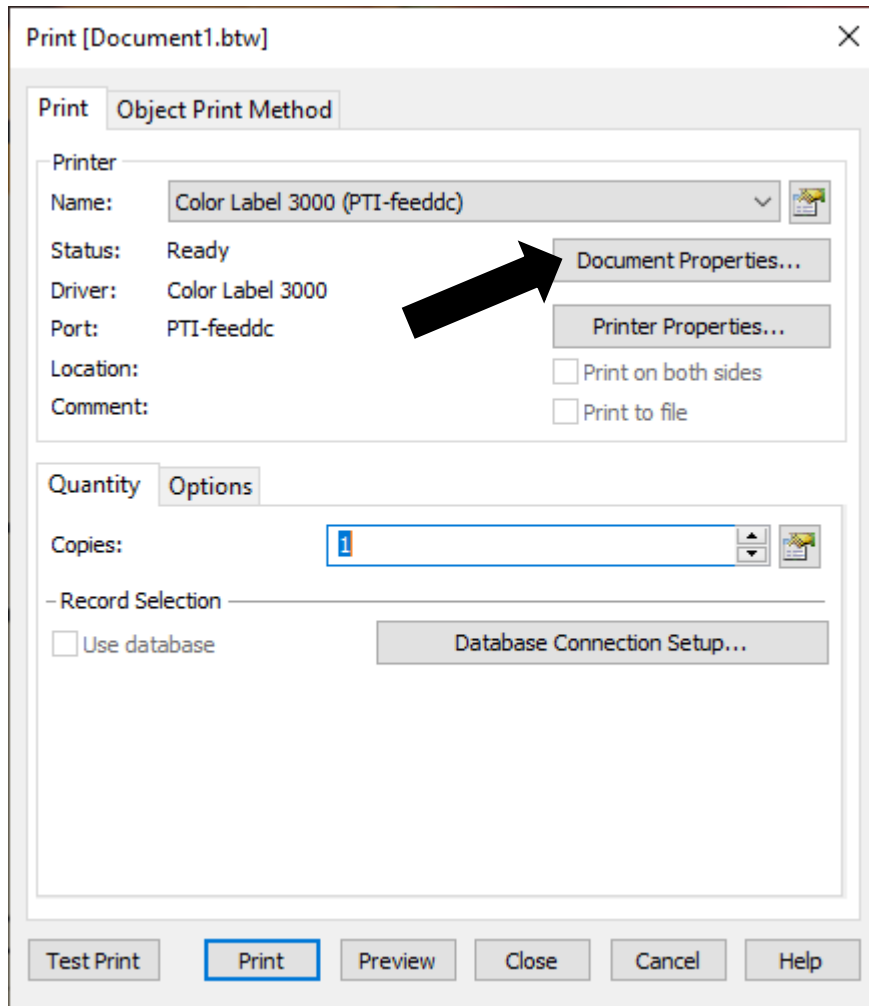 Print [Document1.btw]
Print Object Print Method
Printer
Name: Color Label 3000 (PTI-feeddc)
Status: Ready Document Properties...
Driver: Color Label 3000
Port: PTI-feeddc Printer Properties...
Location: Print on both sides
Comment: Print to file
Quantity Options
Copies: 1
Record Selection
Use database Database Connection Setup...
Test Print Print Preview Close Cancel Help